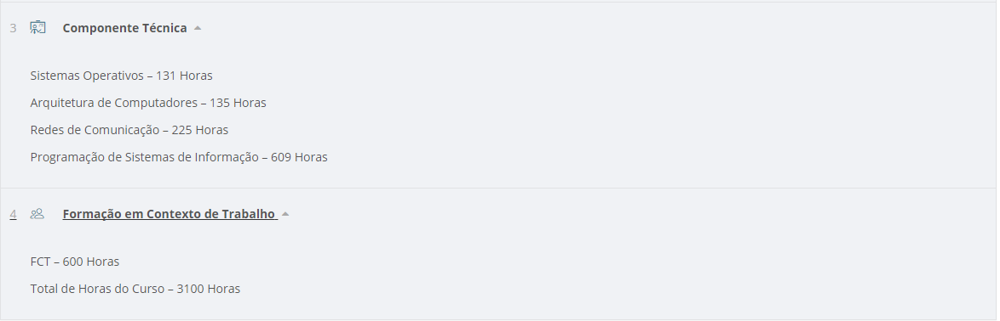 3 Componente Técnica
Sistemas Operativos – 131 Horas
Arquitetura de Computadores – 135 Horas
Redes de Comunicação – 225 Horas
Programação de Sistemas de Informação – 609 Horas
4 Formação em Contexto de Trabalho
FCT – 600 Horas
Total de Horas do Curso – 3100 Horas